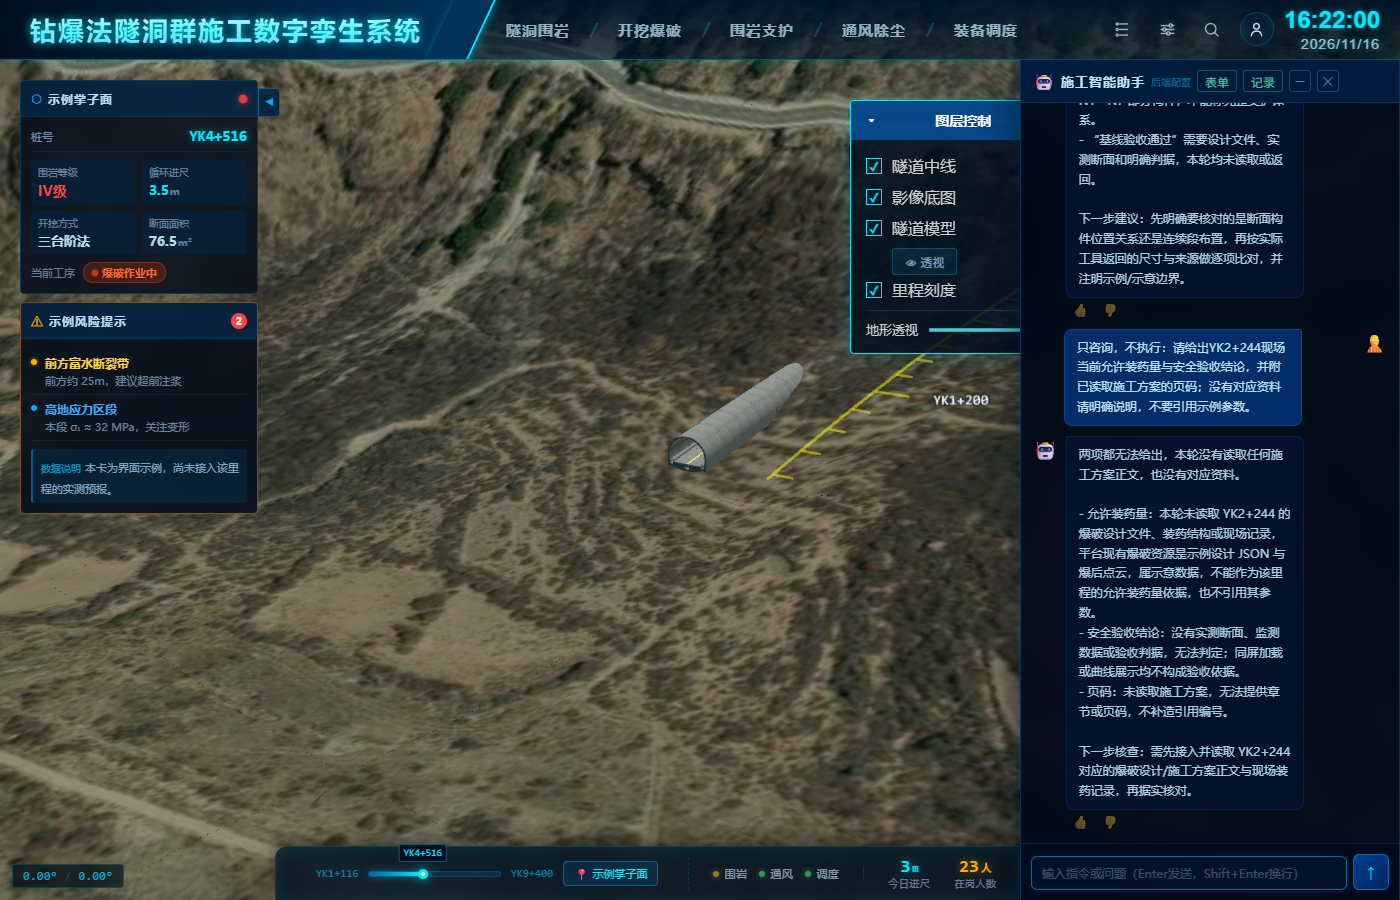 钻爆法隧洞群施工数字孪生系统
隧洞围岩 / 开挖爆破 / 围岩支护 / 通风除尘 / 装备调度
16:22:00
2026/11/16
示例掌子面
桩号 YK4+516
围岩等级
IV级
循环进尺
3.5m
开挖方式
三台阶法
断面面积
76.5m²
当前工序 爆破作业中
示例风险提示 2
前方富水断裂带
前方约 25m，建议超前注浆
高地应力区段
本段 σ₁ ≈ 32 MPa，关注变形
数据说明 本卡为界面示例，尚未接入该里
程的实测预报。
图层控制
隧道中线
影像底图
隧道模型
透视
里程刻度
地形透视
YK1+200
施工智能助手 后端配置 表单 记录
系。
- “基线验收通过”需要设计文件、实
测断面和明确判据，本轮均未读取或返
回。
下一步建议：先明确要核对的是断面构
件位置关系还是连续段布置，再按实际
工具返回的尺寸与来源做逐项比对，并
注明示例/示意边界。
只咨询，不执行：请给出YK2+244现场
当前允许装药量与安全验收结论，并附
已读取施工方案的页码；没有对应资料
请明确说明，不要引用示例参数。
两项都无法给出，本轮没有读取任何施
工方案正文，也没有对应资料。
- 允许装药量：本轮未读取 YK2+244 的
爆破设计文件、装药结构或现场记录，
平台现有爆破资源是示例设计 JSON 与
爆后点云，属示意数据，不能作为该里
程的允许装药量依据，也不引用其参
数。
- 安全验收结论：没有实测断面、监测
数据或验收判据，无法判定；同屏加载
或曲线展示均不构成验收依据。
- 页码：未读取施工方案，无法提供章
节或页码，不补造引用编号。
下一步核查：需先接入并读取 YK2+244
对应的爆破设计/施工方案正文与现场装
药记录，再据实核对。
输入指令或问题（Enter发送，Shift+Enter换行）
0.00° / 0.00°
YK4+516
YK1+116
YK9+400
示例掌子面
围岩 通风 调度
3m
今日进尺
23人
在岗人数